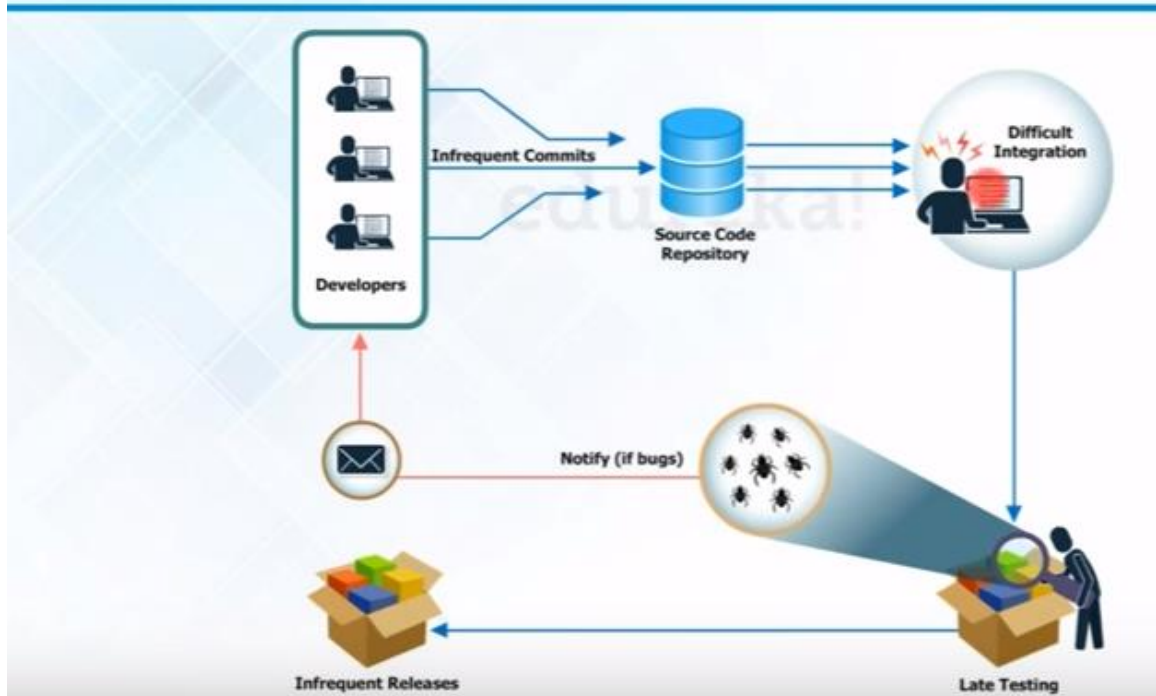 Infrequent Commits
Difficult
Integration
Source Code
Repository
Developers
Notify (if bugs)
Infrequent Releases
Late Testing